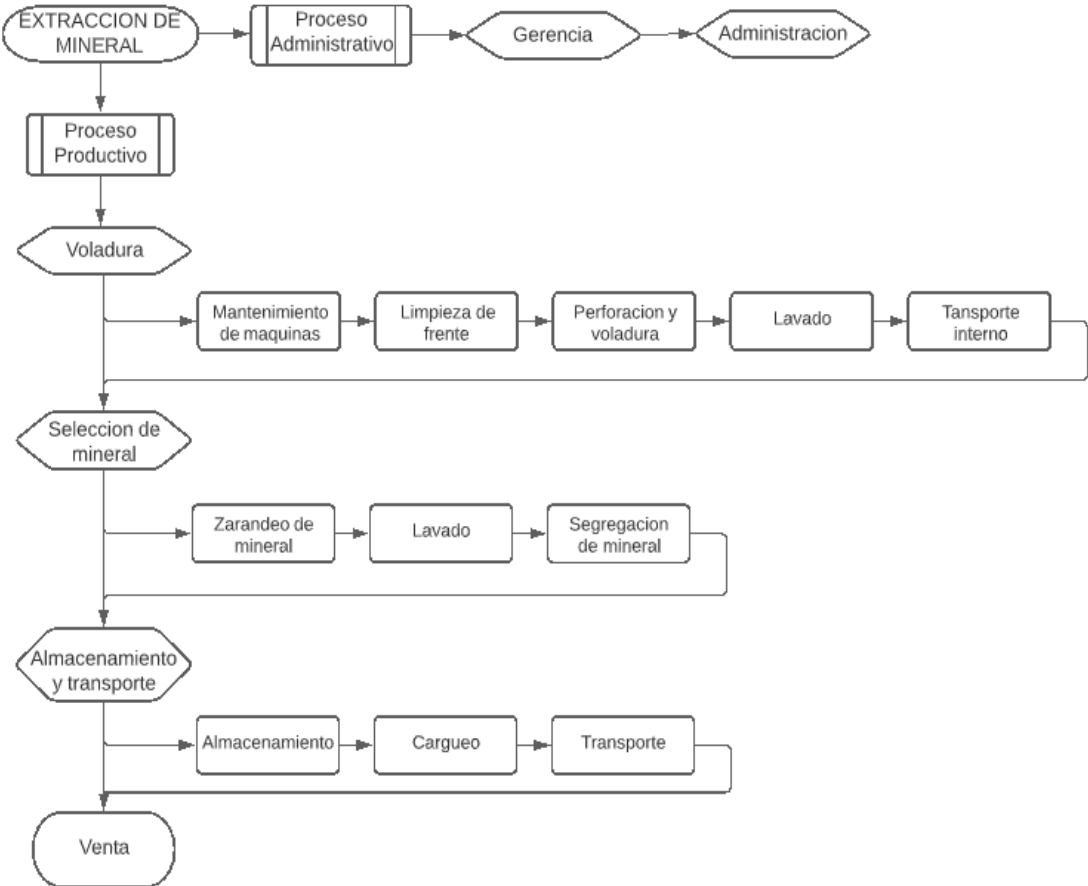 EXTRACCION DE
MINERAL
Proceso
Administrativo
Gerencia
Administracion
Proceso
Productivo
Voladura
Mantenimiento
de maquinas
Limpieza de
frente
Perforacion y
voladura
Lavado
Tansporte
interno
Seleccion de
mineral
Zarandeo de
mineral
Lavado
Segregacion
de mineral
Almacenamiento
y transporte
Almacenamiento
Cargueo
Transporte
Venta